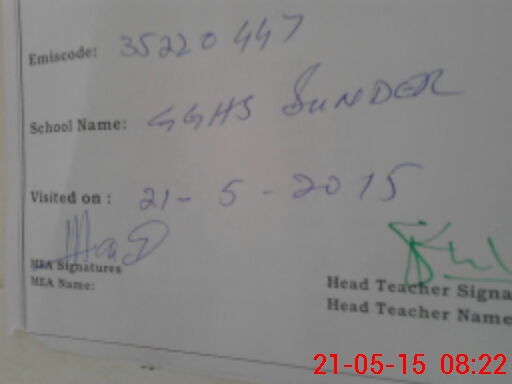 Emiscode: 35220447
School Name: GGHS SUNDER
Visited on : 21-5-2015
MEA Signatures
MEA Name:
Head Teacher Signa
Head Teacher Name
21-05-15 08:22